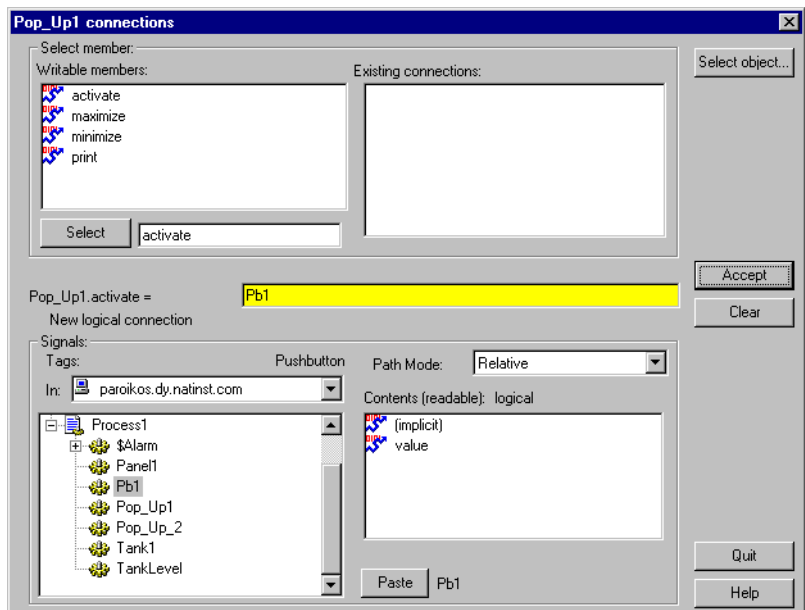 Pop_Up1 connections
Select member:
Writable members:
Existing connections:
Select object...
activate
maximize
minimize
print
Select
activate
Accept
Pop_Up1.activate =
Pb1
New logical connection
Clear
Signals:
Tags:
Pushbutton
Path Mode:
Relative
In:
paroikos.dy.natinst.com
Contents (readable): logical
Process1
$Alarm
Panel1
Pb1
Pop_Up1
Pop_Up_2
Tank1
TankLevel
(implicit)
value
Paste
Pb1
Quit
Help